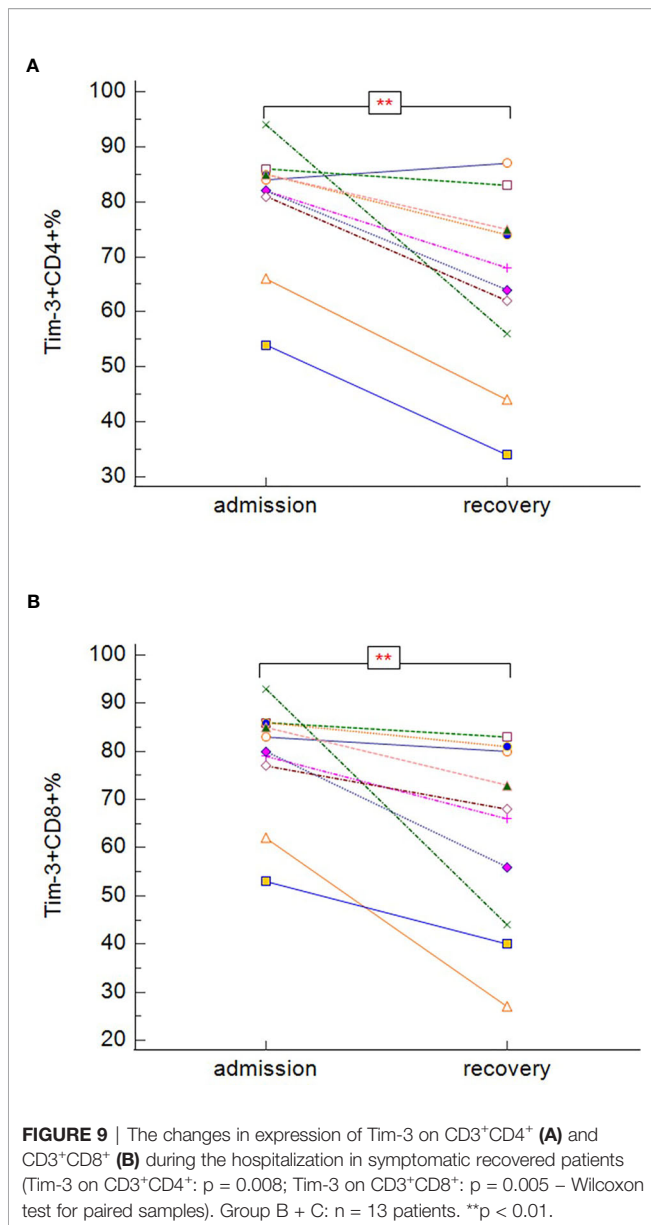 A
100
**
90
80
70
Tim-3+CD4+%
60
50
40
30
admission recovery
B
100
**
90
80
70
Tim-3+CD8+%
60
50
40
30
20
admission recovery
FIGURE 9 | The changes in expression of Tim-3 on CD3⁺CD4⁺ (A) and
CD3⁺CD8⁺ (B) during the hospitalization in symptomatic recovered patients
(Tim-3 on CD3⁺CD4⁺: p = 0.008; Tim-3 on CD3⁺CD8⁺: p = 0.005 – Wilcoxon
test for paired samples). Group B + C: n = 13 patients. **p < 0.01.